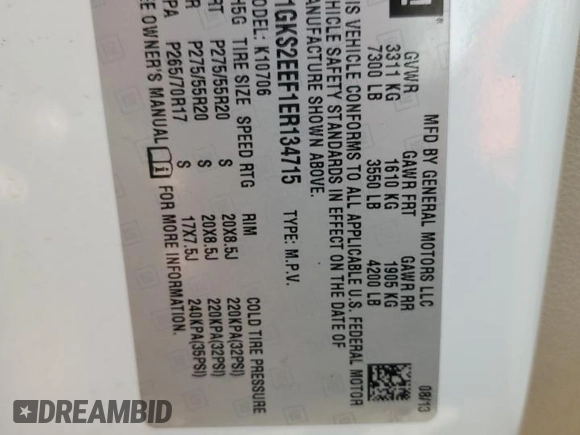 GM
MFD BY GENERAL MOTORS LLC 08/13
GVWR GAWR FRT GAWR RR
3311 KG 1610 KG 1905 KG
7300 LB 3550 LB 4200 LB
IS VEHICLE CONFORMS TO ALL APPLICABLE U.S. FEDERAL MOTOR
HICLE SAFETY STANDARDS IN EFFECT ON THE DATE OF
ANUFACTURE SHOWN ABOVE.
1GKS2EEF1ER134715 TYPE: M.P.V.
MODEL: K10706
TIRE SIZE SPEED RTG RIM COLD TIRE PRESSURE
P275/55R20 S 20X8.5J 220KPA(32PSI)
P275/55R20 S 20X8.5J 220KPA(32PSI)
P265/70R17 S 17X7.5J 240KPA(35PSI)
EE OWNER'S MANUAL i FOR MORE INFORMATION.
DREAMBID